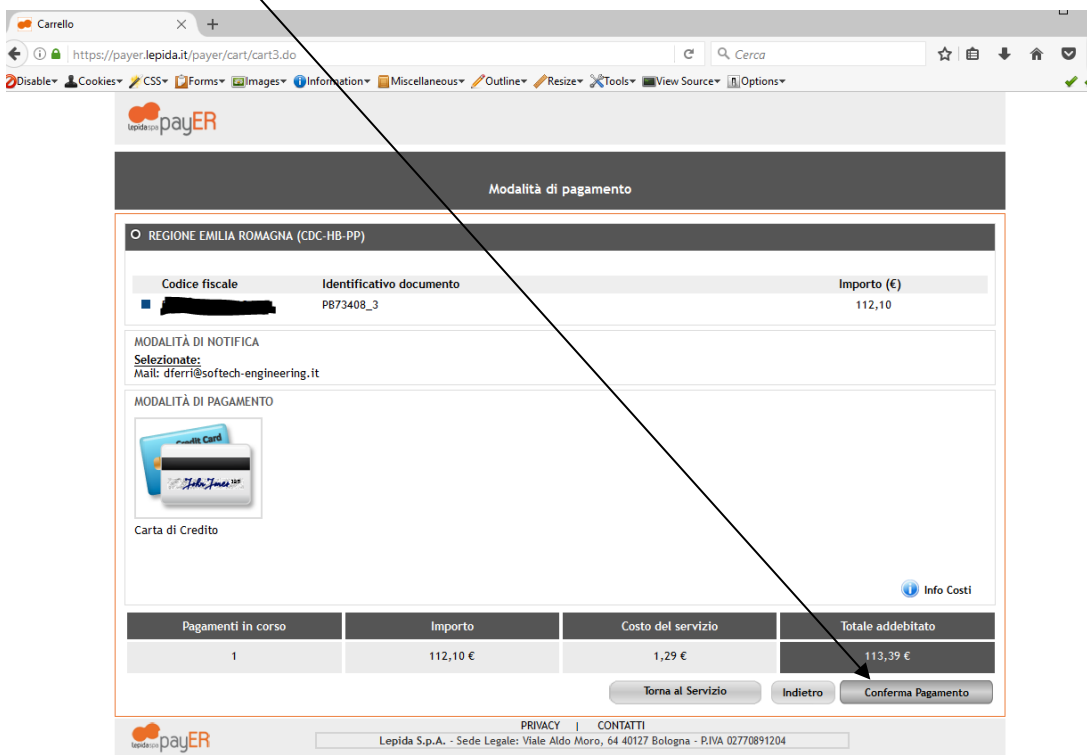 Carrello
https://payer.lepida.it/payer/cart/cart3.do
Cerca
Disable Cookies CSS Forms Images Information Miscellaneous Outline Resize Tools View Source Options
lepidaspa payER
Modalità di pagamento
REGIONE EMILIA ROMAGNA (CDC-HB-PP)
Codice fiscale Identificativo documento Importo (€)
PB73408_3 112,10
MODALITÀ DI NOTIFICA
Selezionate:
Mail: dferri@softech-engineering.it
MODALITÀ DI PAGAMENTO
Credit Card
John Jones
Carta di Credito
Info Costi
Pagamenti in corso Importo Costo del servizio Totale addebitato
1 112,10 € 1,29 € 113,39 €
Torna al Servizio Indietro Conferma Pagamento
PRIVACY | CONTATTI
lepidaspa payER Lepida S.p.A. - Sede Legale: Viale Aldo Moro, 64 40127 Bologna - P.IVA 02770891204